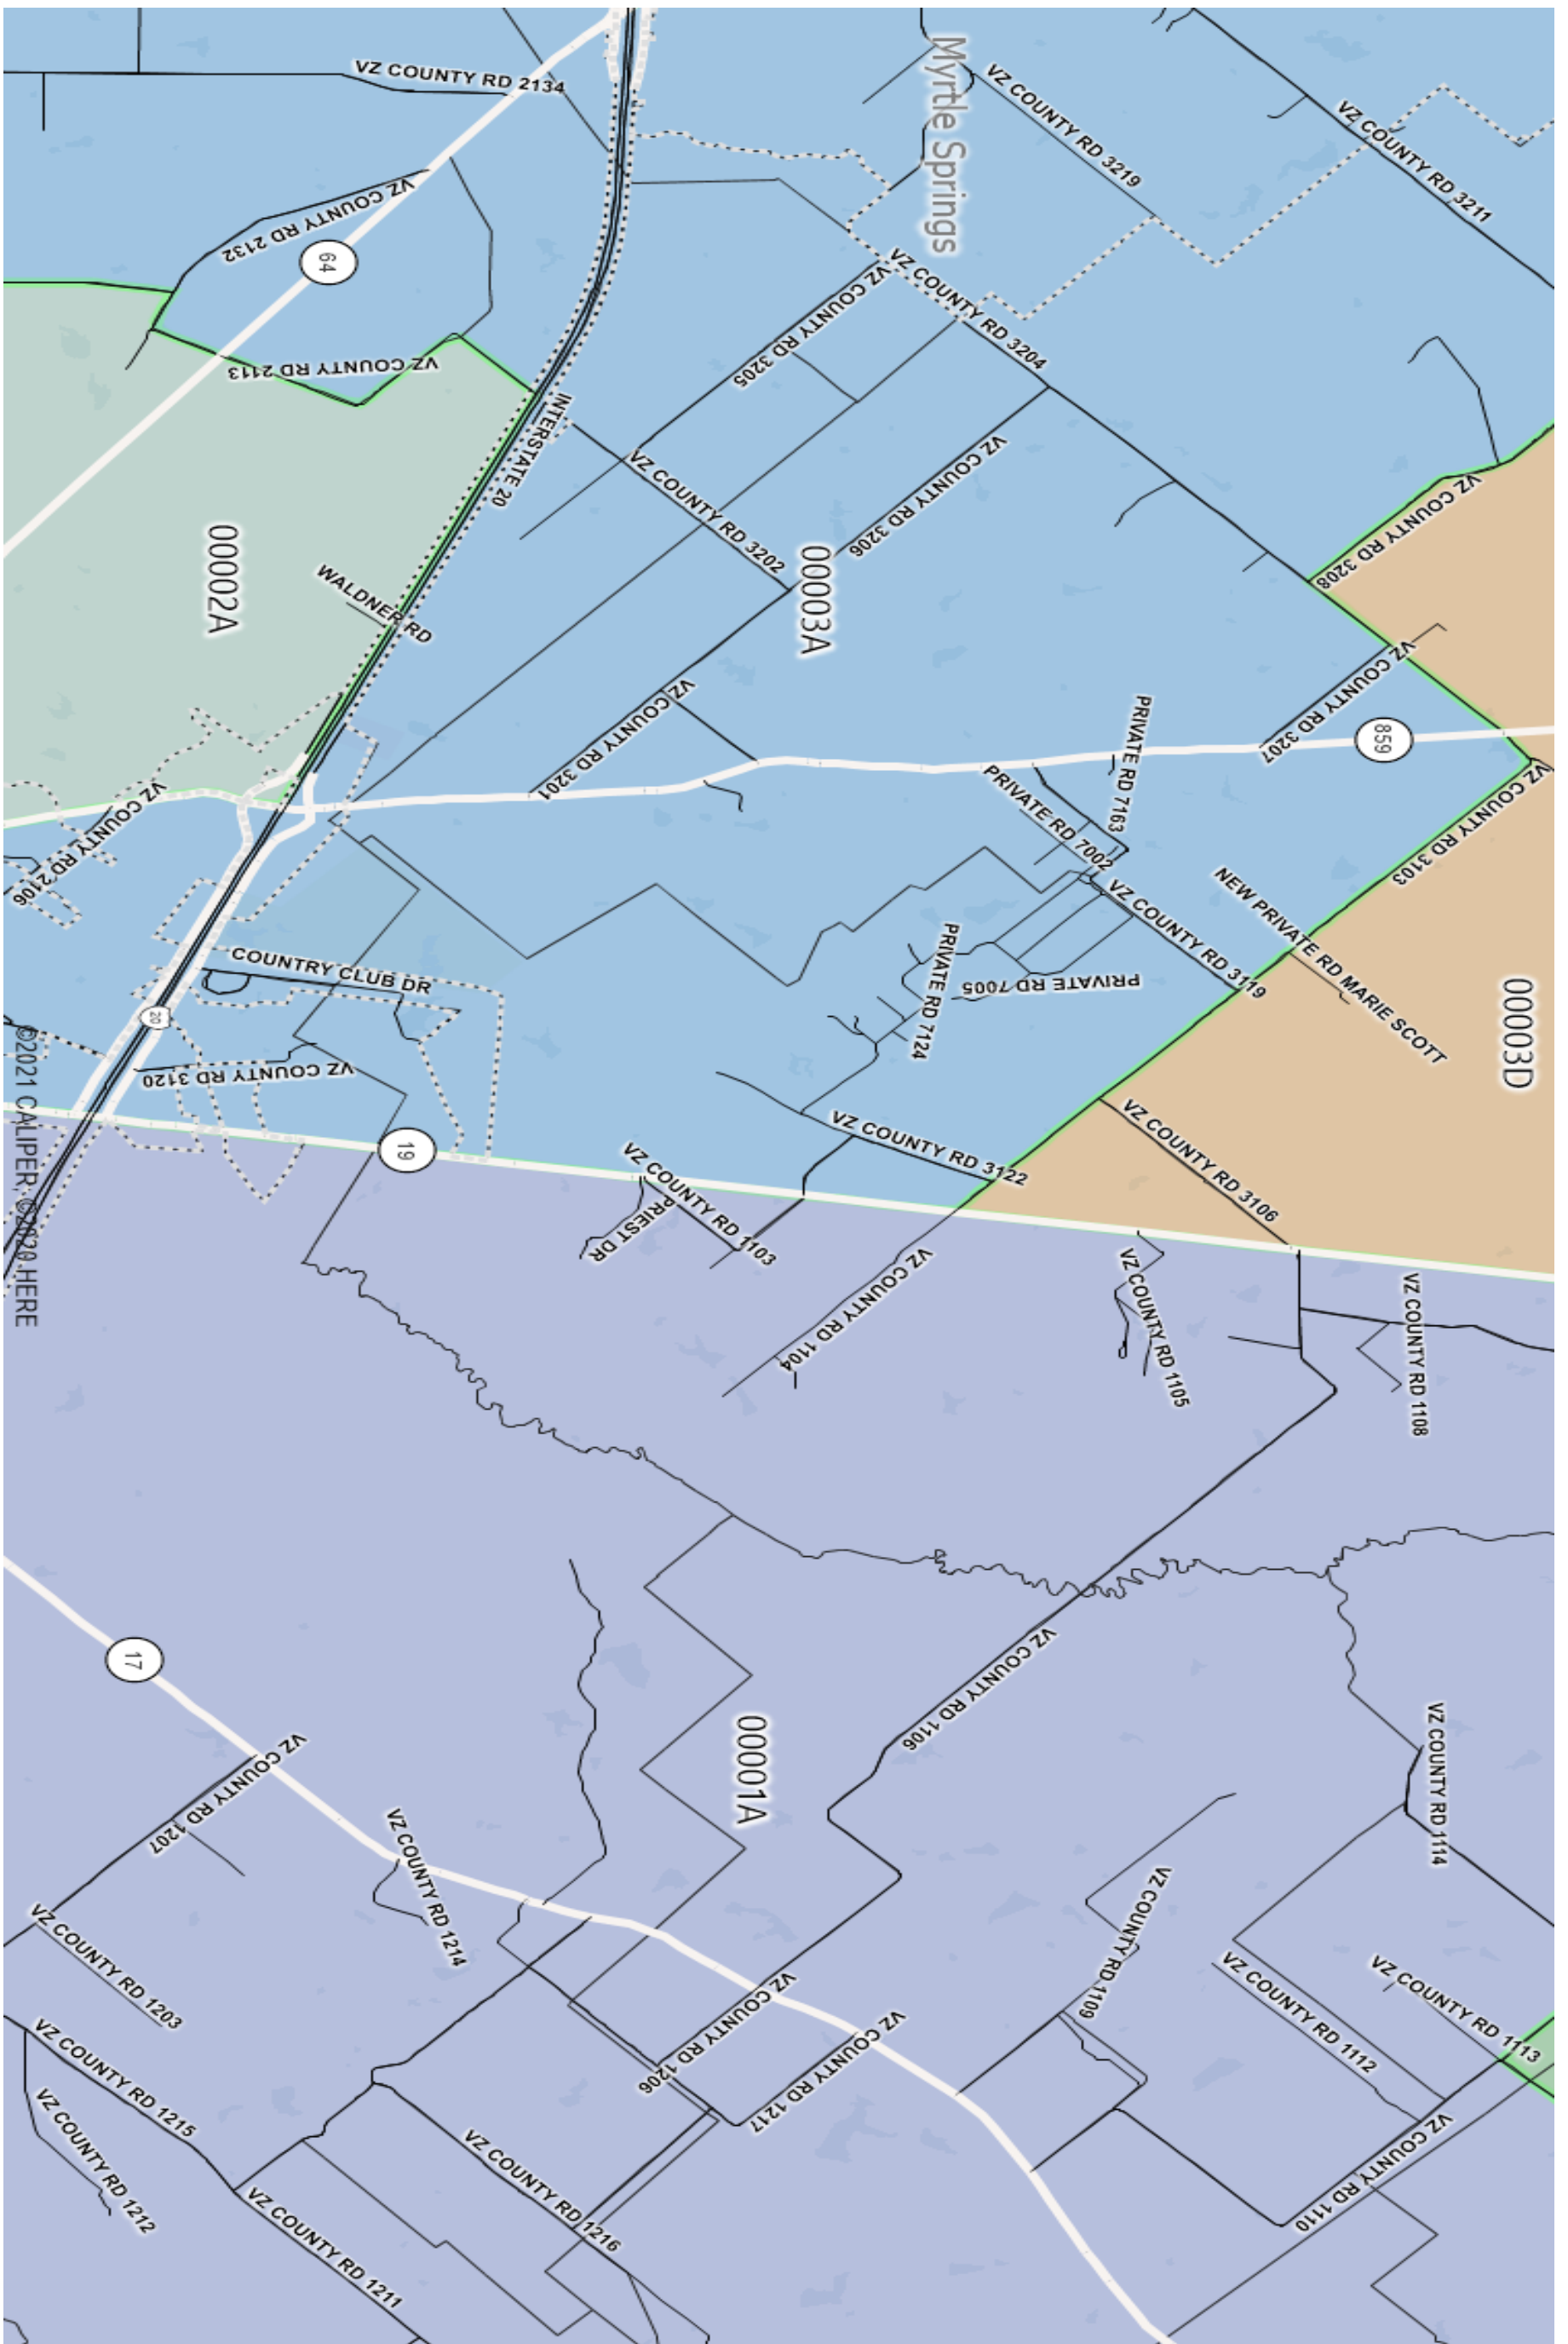 VZ COUNTY RD 2134
Myrtle Springs
VZ COUNTY RD 3219
VZ COUNTY RD 3211
VZ COUNTY RD 2132
64
VZ COUNTY RD 3205
VZ COUNTY RD 3204
VZ COUNTY RD 2113
INTERSTATE 20
VZ COUNTY RD 3202
VZ COUNTY RD 3206
VZ COUNTY RD 3208
00002A
WALDNER RD
00003A
VZ COUNTY RD 3201
VZ COUNTY RD 3207
859
PRIVATE RD 7163
PRIVATE RD 7002
VZ COUNTY RD 3103
VZ COUNTY RD 2106
NEW PRIVATE RD MARIE SCOTT
VZ COUNTY RD 3119
COUNTRY CLUB DR
PRIVATE RD 7124
PRIVATE RD 7005
00003D
20
VZ COUNTY RD 3120
VZ COUNTY RD 3122
VZ COUNTY RD 3106
19
VZ COUNTY RD 1103
PRIEST DR
©2021 CALIPER; ©2020 HERE
VZ COUNTY RD 1104
VZ COUNTY RD 1105
VZ COUNTY RD 1108
17
VZ COUNTY RD 1106
00001A
VZ COUNTY RD 1114
VZ COUNTY RD 1207
VZ COUNTY RD 1214
VZ COUNTY RD 1109
VZ COUNTY RD 1203
VZ COUNTY RD 1206
VZ COUNTY RD 1217
VZ COUNTY RD 1112
VZ COUNTY RD 1113
VZ COUNTY RD 1215
VZ COUNTY RD 1212
VZ COUNTY RD 1216
VZ COUNTY RD 1110
VZ COUNTY RD 1211